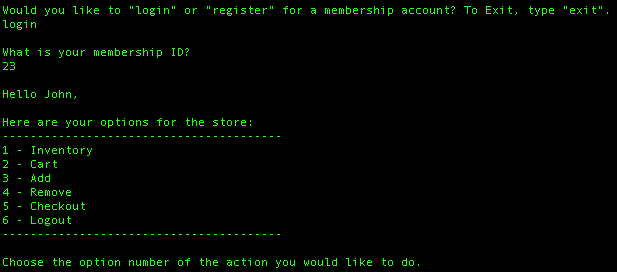 Would you like to "login" or "register" for a membership account? To Exit, type "exit".
login
What is your membership ID?
23
Hello John,
Here are your options for the store:
----------------------------------------
1 - Inventory
2 - Cart
3 - Add
4 - Remove
5 - Checkout
6 - Logout
----------------------------------------
Choose the option number of the action you would like to do.